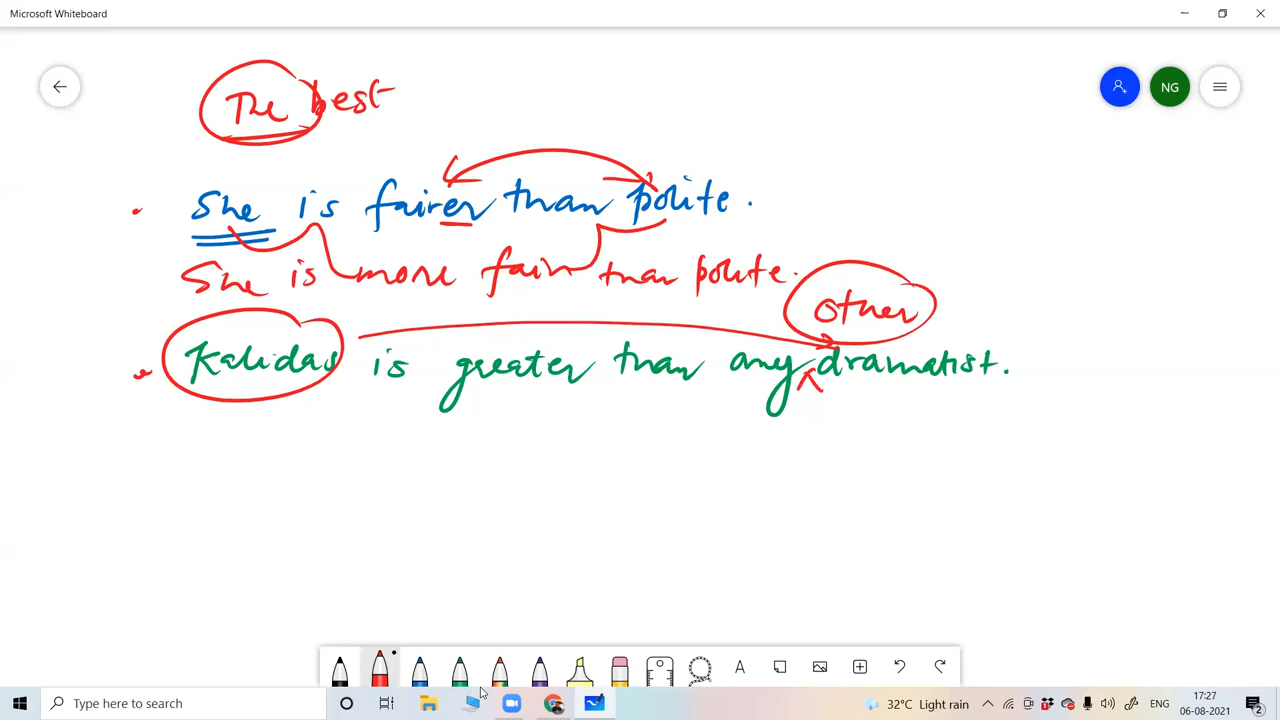 Microsoft Whiteboard
NG
The best
She is fairer than polite.
She is more fair than polite.
other
Kalidas is greater than any dramatist.
A
Type here to search
32°C Light rain
ENG
17:27
06-08-2021
2